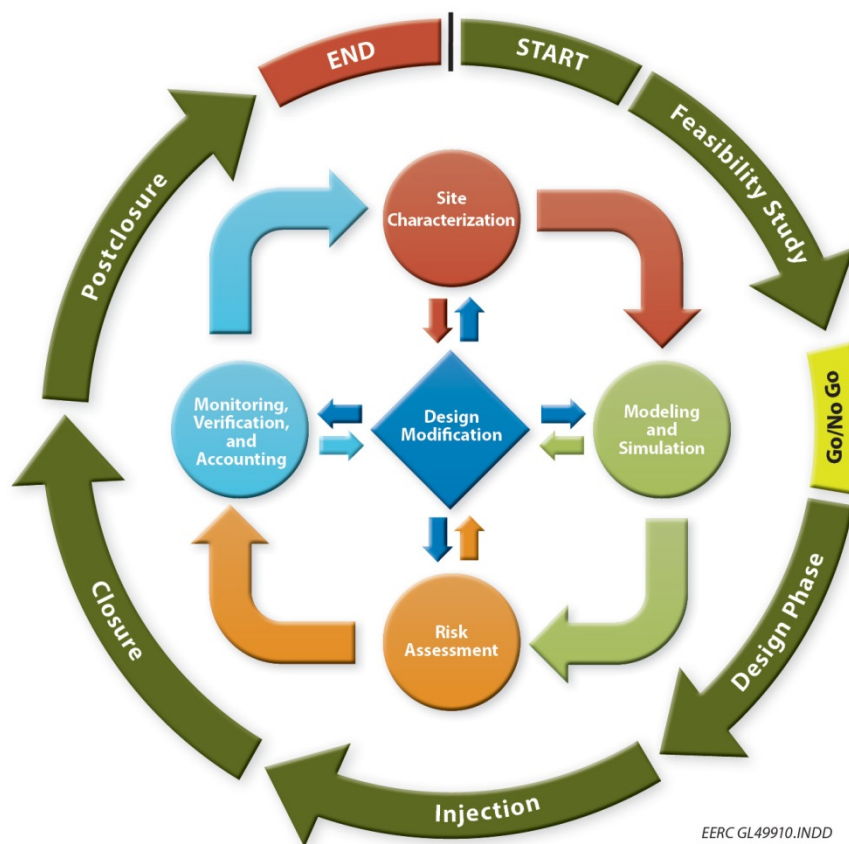 END
START
Feasibility Study
Go/No Go
Design Phase
Injection
Closure
Postclosure
Site
Characterization
Modeling
and
Simulation
Risk
Assessment
Monitoring,
Verification,
and
Accounting
Design
Modification
EERC GL49910.INDD